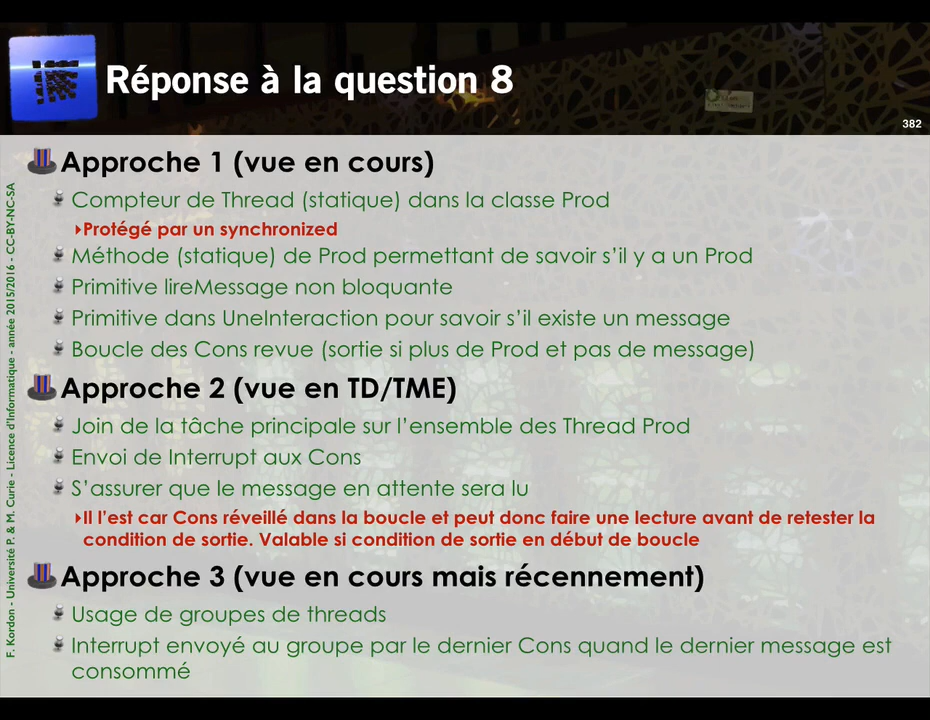 Réponse à la question 8
382
Approche 1 (vue en cours)
Compteur de Thread (statique) dans la classe Prod
Protégé par un synchronized
Méthode (statique) de Prod permettant de savoir s'il y a un Prod
Primitive lireMessage non bloquante
Primitive dans UneInteraction pour savoir s'il existe un message
Boucle des Cons revue (sortie si plus de Prod et pas de message)
Approche 2 (vue en TD/TME)
Join de la tâche principale sur l'ensemble des Thread Prod
Envoi de Interrupt aux Cons
S'assurer que le message en attente sera lu
Il l'est car Cons réveillé dans la boucle et peut donc faire une lecture avant de retester la
condition de sortie. Valable si condition de sortie en début de boucle
Approche 3 (vue en cours mais récennement)
Usage de groupes de threads
Interrupt envoyé au groupe par le dernier Cons quand le dernier message est
consommé
F. Kordon - Université P. & M. Curie - Licence d'Informatique - année 2015/2016 - CC-BY-NC-SA